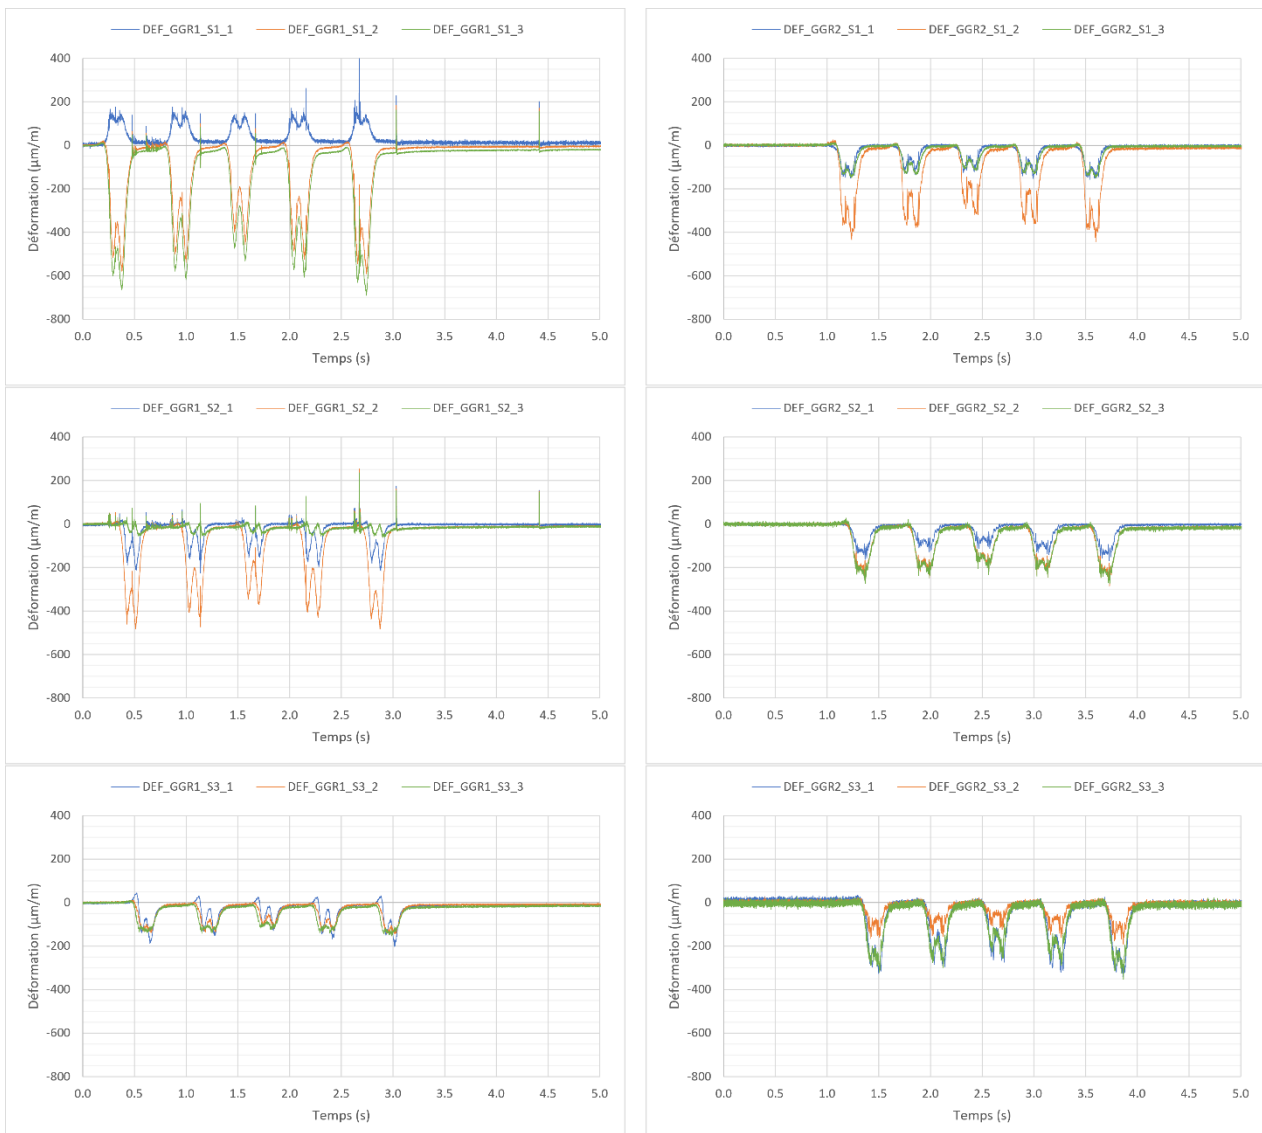 DEF_GGR1_S1_1 DEF_GGR1_S1_2 DEF_GGR1_S1_3
400
200
0
-200
-400
-600
-800
Déformation (µm/m)
0.0 0.5 1.0 1.5 2.0 2.5 3.0 3.5 4.0 4.5 5.0
Temps (s)
DEF_GGR2_S1_1 DEF_GGR2_S1_2 DEF_GGR2_S1_3
400
200
0
-200
-400
-600
-800
Déformation (µm/m)
0.0 0.5 1.0 1.5 2.0 2.5 3.0 3.5 4.0 4.5 5.0
Temps (s)
DEF_GGR1_S2_1 DEF_GGR1_S2_2 DEF_GGR1_S2_3
400
200
0
-200
-400
-600
-800
Déformation (µm/m)
0.0 0.5 1.0 1.5 2.0 2.5 3.0 3.5 4.0 4.5 5.0
Temps (s)
DEF_GGR2_S2_1 DEF_GGR2_S2_2 DEF_GGR2_S2_3
400
200
0
-200
-400
-600
-800
Déformation (µm/m)
0.0 0.5 1.0 1.5 2.0 2.5 3.0 3.5 4.0 4.5 5.0
Temps (s)
DEF_GGR1_S3_1 DEF_GGR1_S3_2 DEF_GGR1_S3_3
400
200
0
-200
-400
-600
-800
Déformation (µm/m)
0.0 0.5 1.0 1.5 2.0 2.5 3.0 3.5 4.0 4.5 5.0
Temps (s)
DEF_GGR2_S3_1 DEF_GGR2_S3_2 DEF_GGR2_S3_3
400
200
0
-200
-400
-600
-800
Déformation (µm/m)
0.0 0.5 1.0 1.5 2.0 2.5 3.0 3.5 4.0 4.5 5.0
Temps (s)